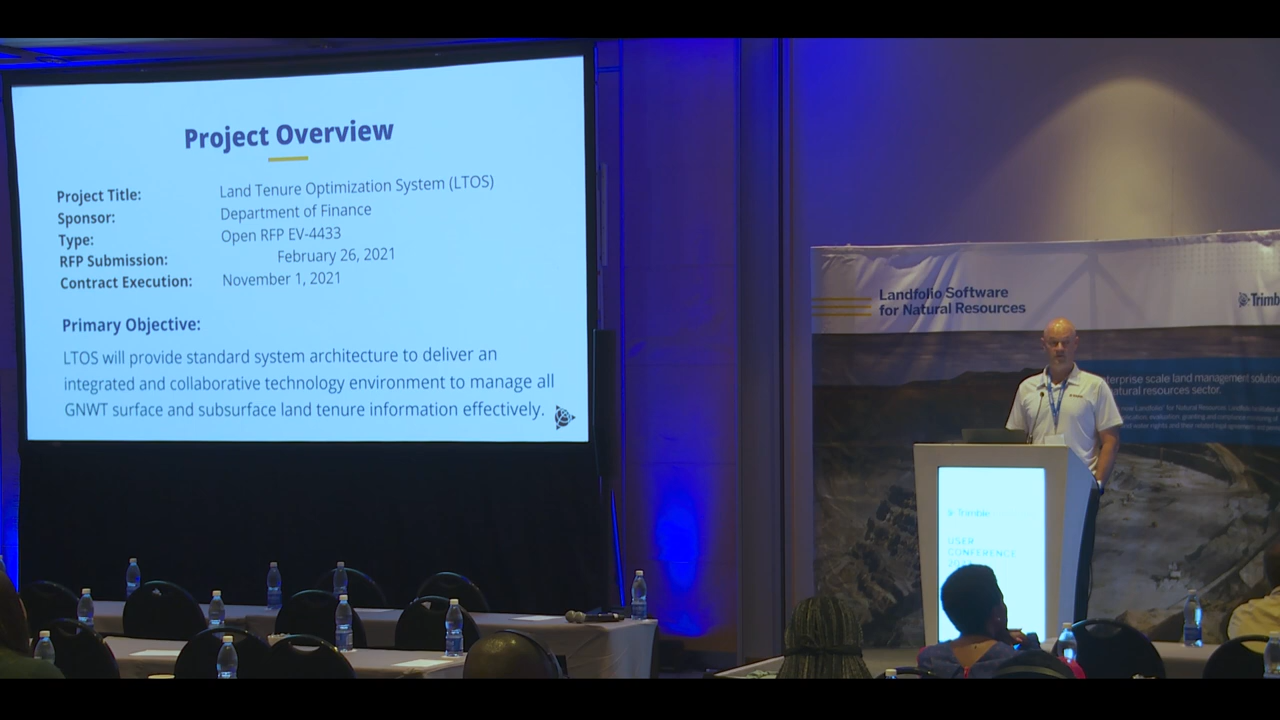 Project Overview
Project Title: Land Tenure Optimization System (LTOS)
Sponsor: Department of Finance
Type: Open RFP EV-4433
RFP Submission: February 26, 2021
Contract Execution: November 1, 2021
Primary Objective:
LTOS will provide standard system architecture to deliver an
integrated and collaborative technology environment to manage all
GNWT surface and subsurface land tenure information effectively.
Landfolio Software
for Natural Resources
Trimb
terprise scale land management solution
natural resources sector.
Trimble
USER
CONFERENCE